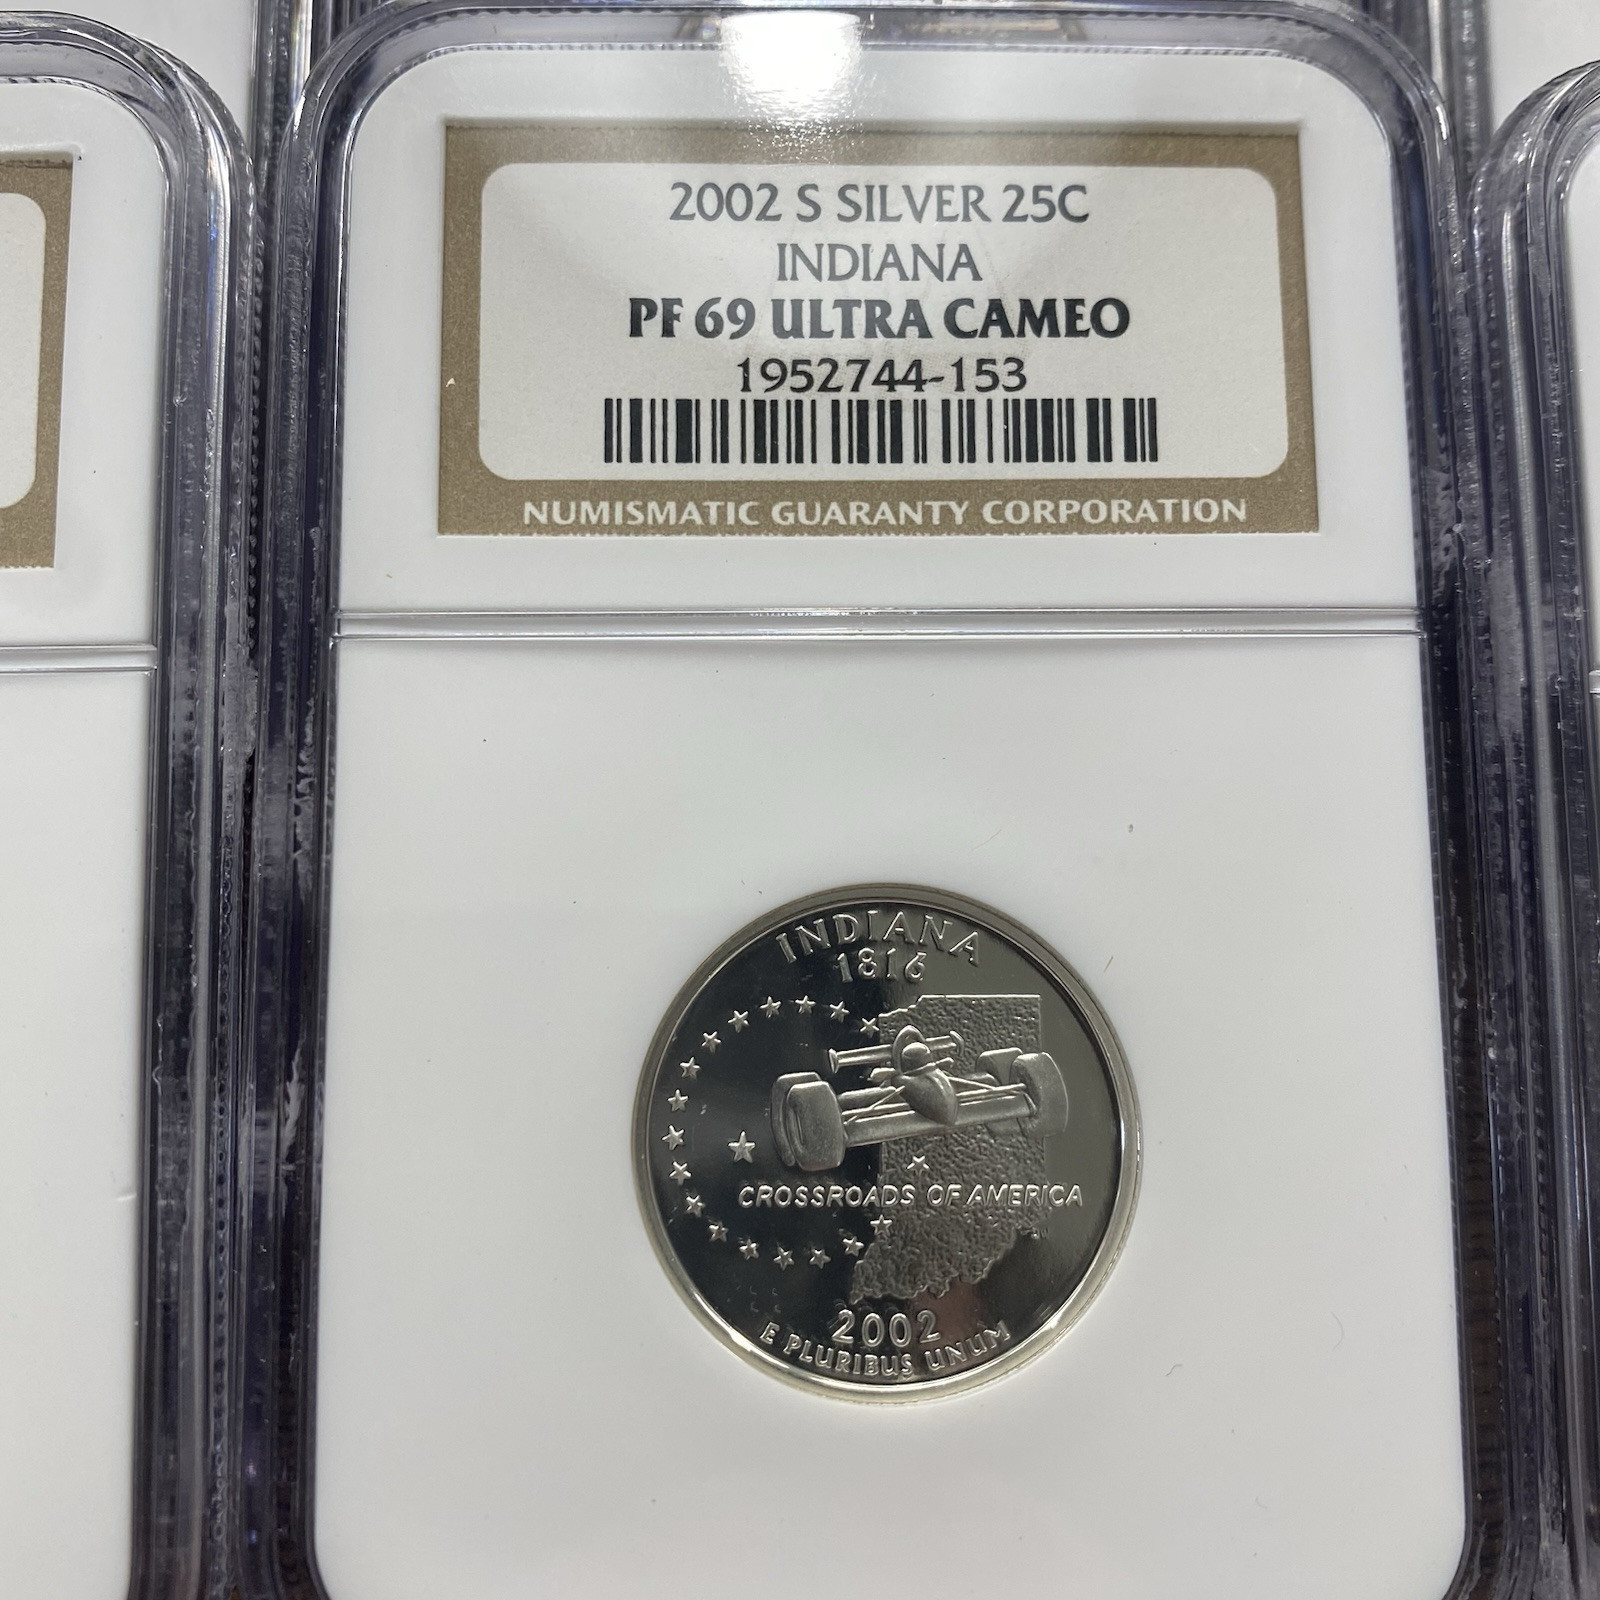 2002 S SILVER 25C
INDIANA
PF 69 ULTRA CAMEO
1952744-153
NUMISMATIC GUARANTY CORPORATION
INDIANA
1816
CROSSROADS OF AMERICA
2002
E PLURIBUS UNUM